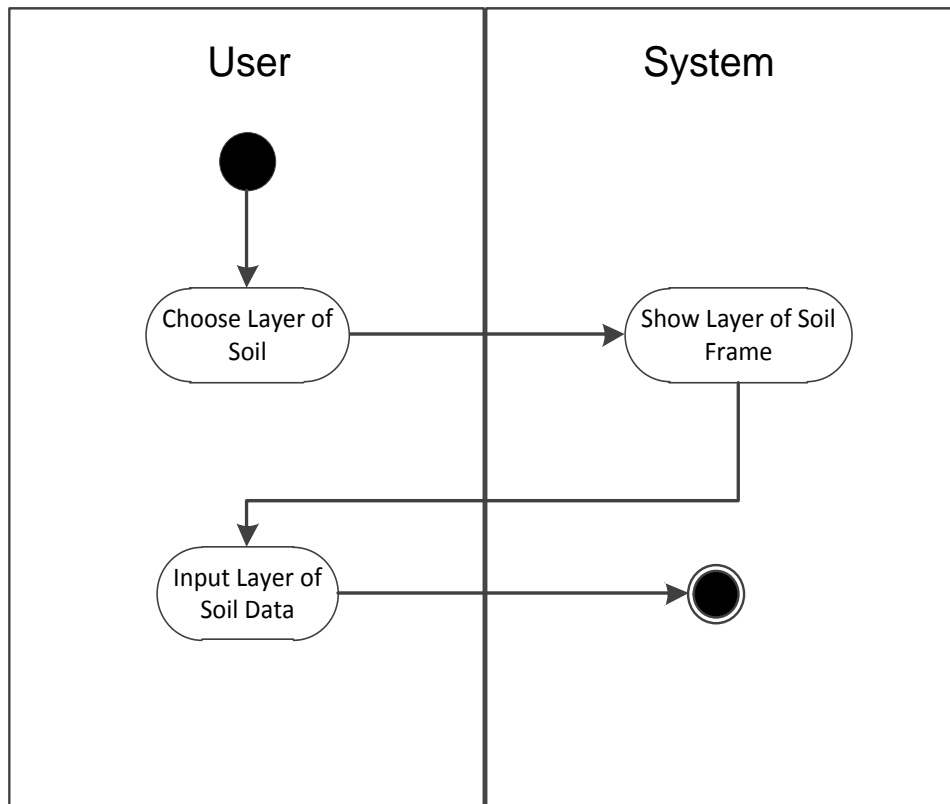 User
System
Choose Layer of
Soil
Show Layer of Soil
Frame
Input Layer of
Soil Data